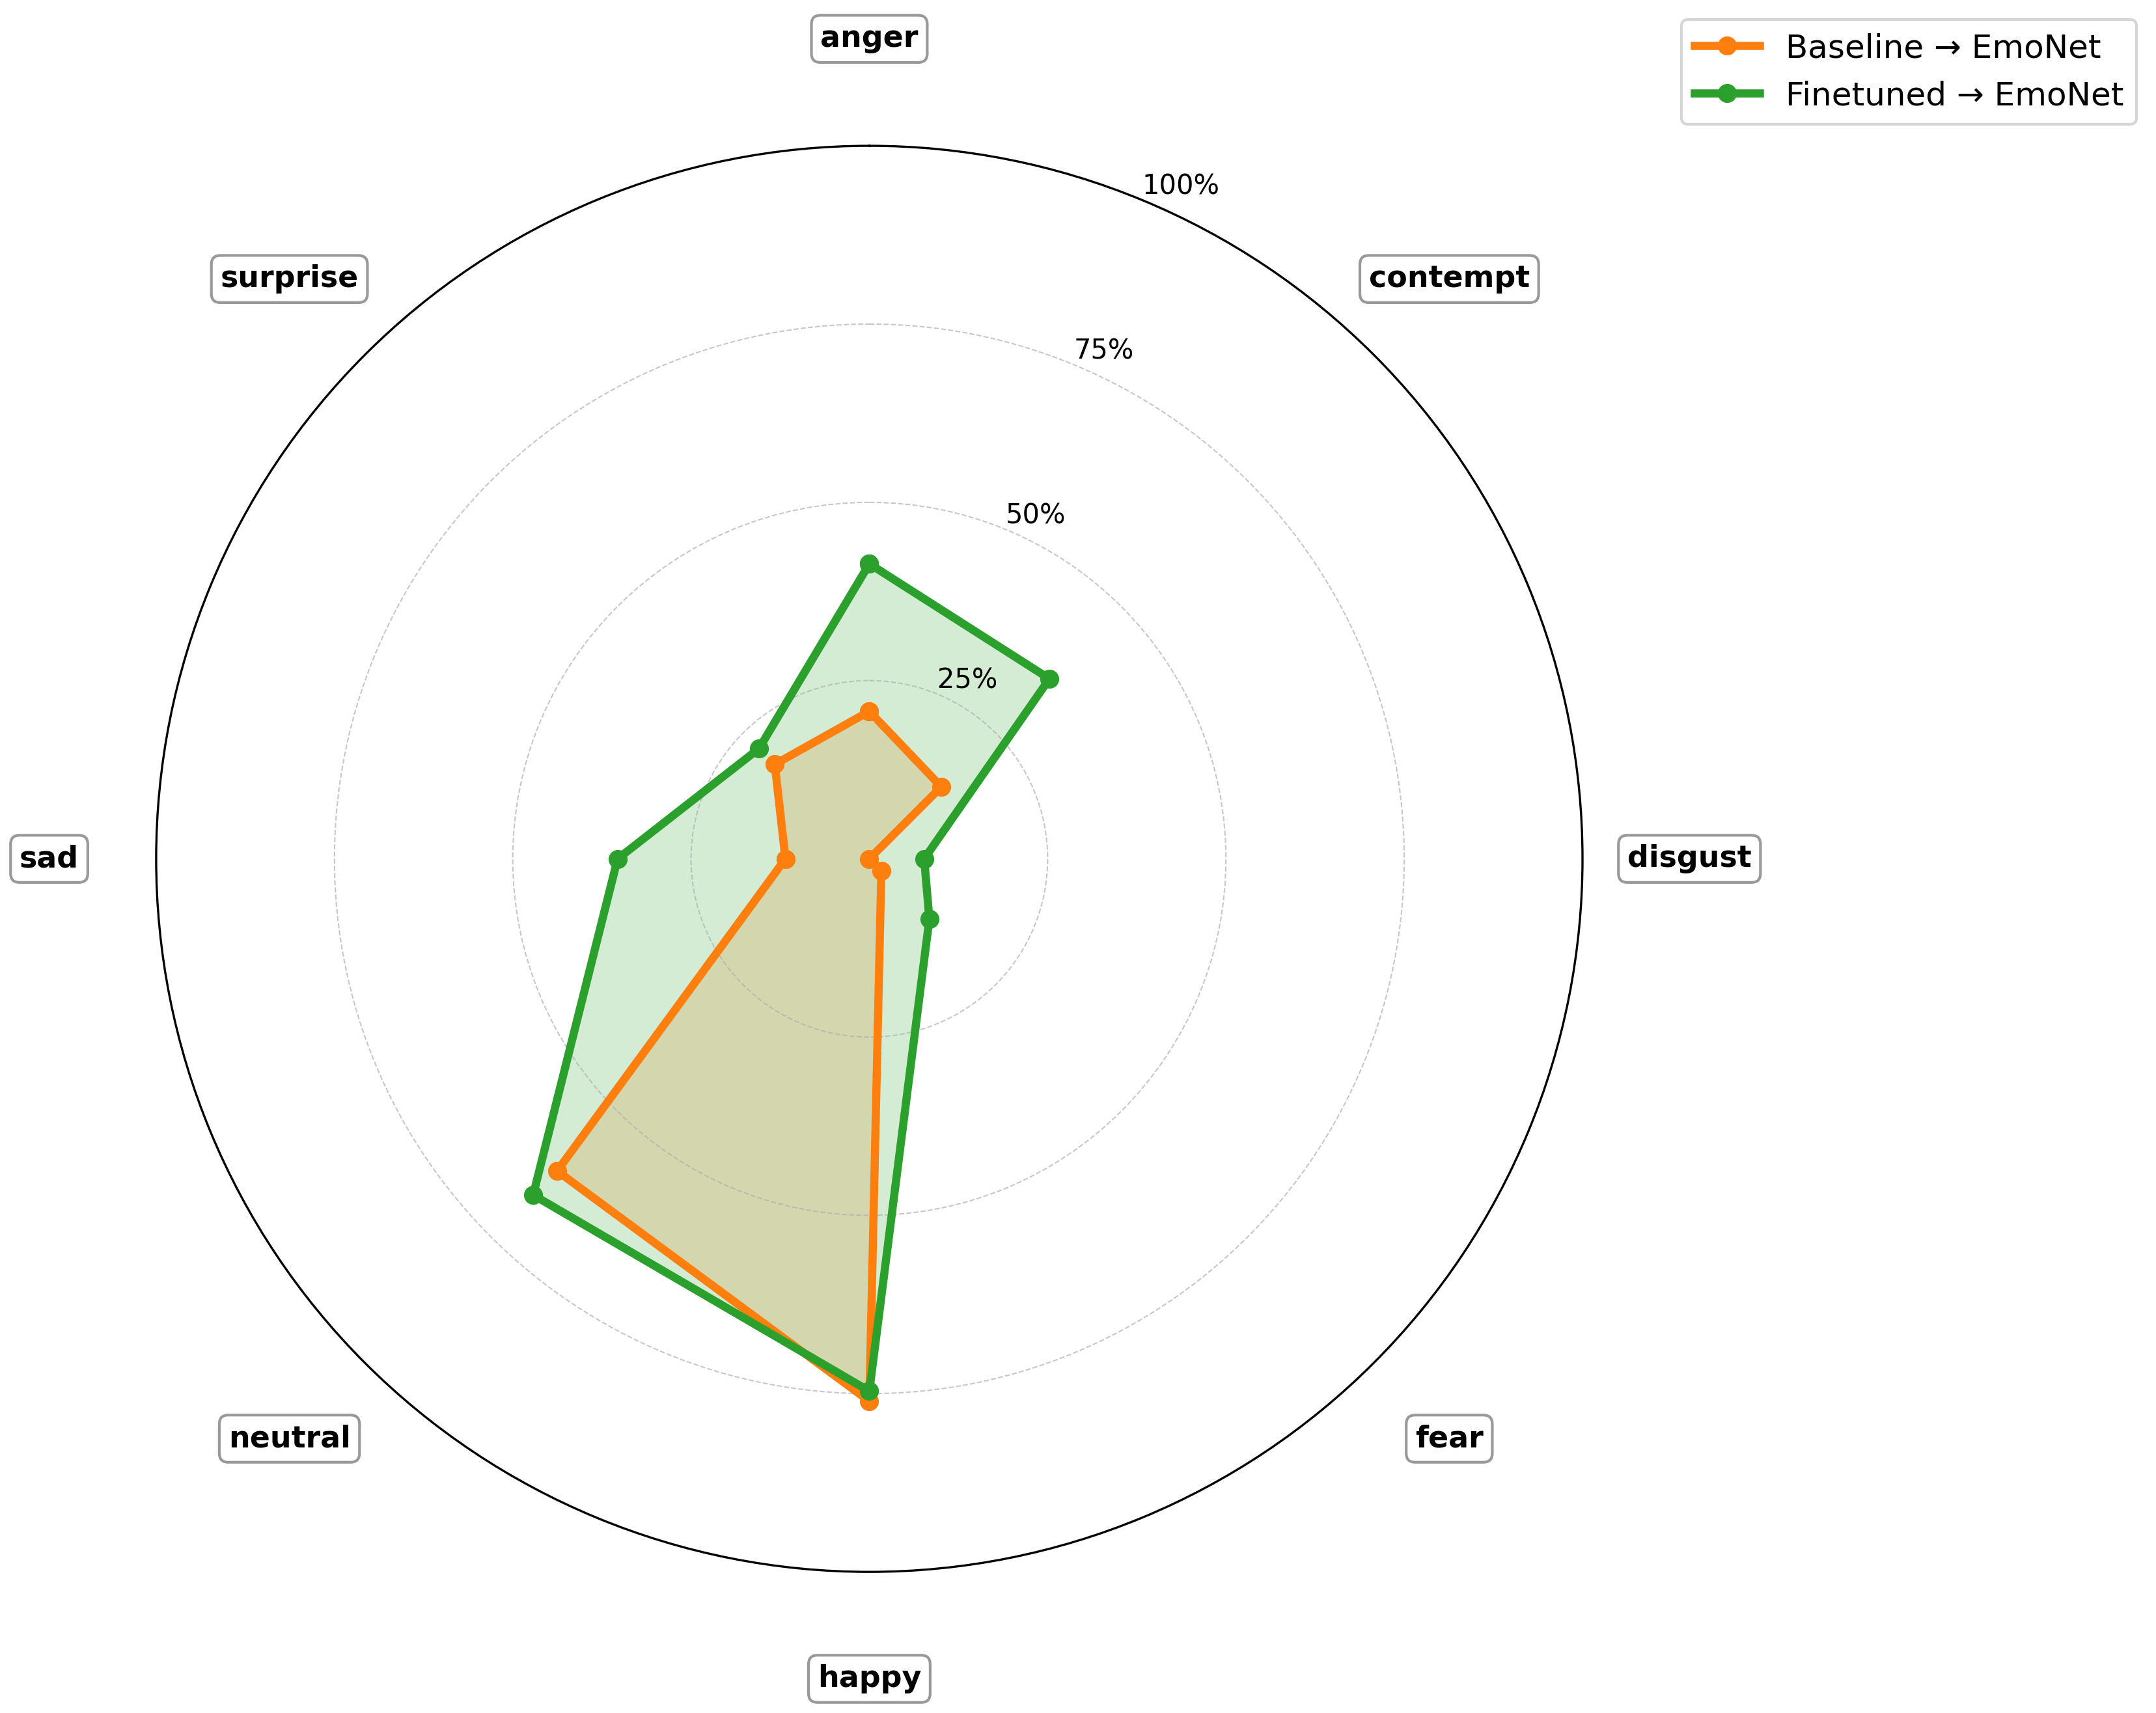 anger
Baseline → EmoNet
Finetuned → EmoNet
100%
surprise
contempt
75%
50%
25%
sad
disgust
neutral
fear
happy